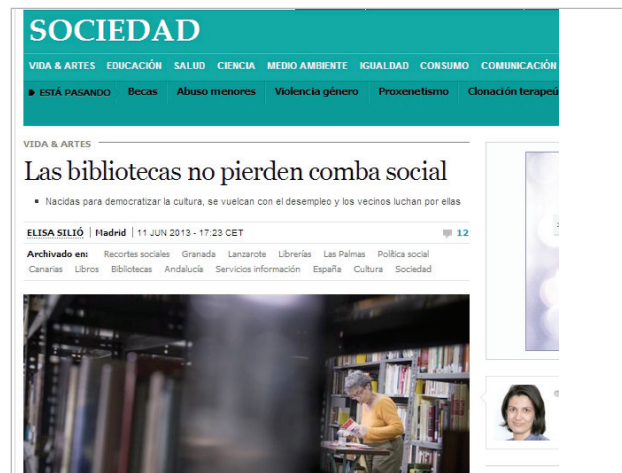 SOCIEDAD
VIDA & ARTES EDUCACIÓN SALUD CIENCIA MEDIO AMBIENTE IGUALDAD CONSUMO COMUNICACIÓN
ESTÁ PASANDO Becas Abuso menores Violencia género Proxenetismo Clonación terapeú
VIDA & ARTES
Las bibliotecas no pierden comba social
Nacidas para democratizar la cultura, se vuelcan con el desempleo y los vecinos luchan por ellas
ELISA SILIÓ | Madrid | 11 JUN 2013 - 17:23 CET 12
Archivado en: Recortes sociales Granada Lanzarote Librerías Las Palmas Política social
Canarias Libros Bibliotecas Andalucía Servicios información España Cultura Sociedad